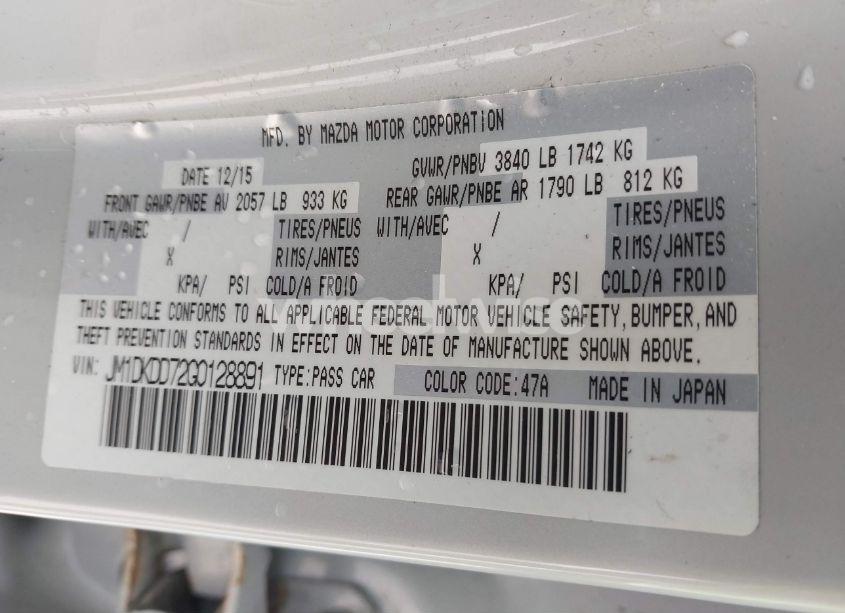 MFD. BY MAZDA MOTOR CORPORATION
DATE 12/15 GVWR/PNBV 3840 LB 1742 KG
FRONT GAWR/PNBE AV 2057 LB 933 KG REAR GAWR/PNBE AR 1790 LB 812 KG
WITH/AVEC / TIRES/PNEUS WITH/AVEC / TIRES/PNEUS
X RIMS/JANTES X RIMS/JANTES
KPA/ PSI COLD/A FROID KPA/ PSI COLD/A FROID
wheelwise
THIS VEHICLE CONFORMS TO ALL APPLICABLE FEDERAL MOTOR VEHICLE SAFETY, BUMPER, AND
THEFT PREVENTION STANDARDS IN EFFECT ON THE DATE OF MANUFACTURE SHOWN ABOVE.
VIN: JM1DKDD72G0128891 TYPE:PASS CAR COLOR CODE:47A MADE IN JAPAN